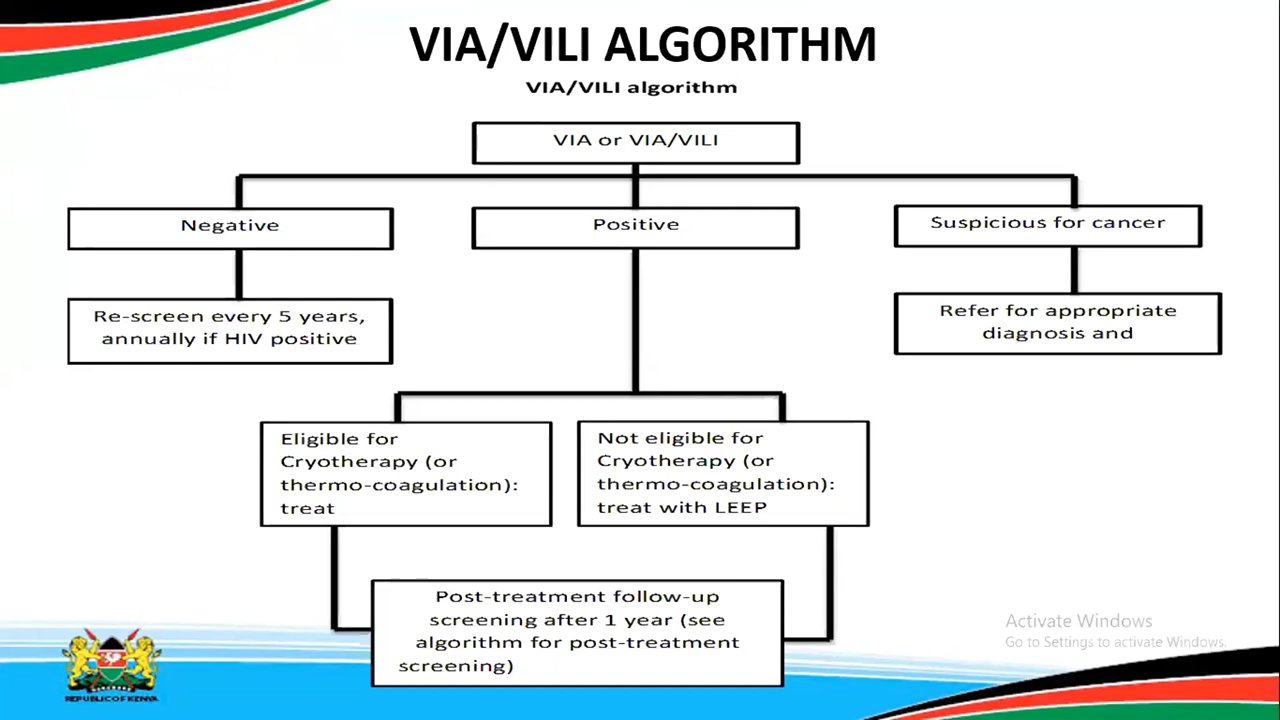 VIA/VILI ALGORITHM
VIA/VILI algorithm
VIA or VIA/VILI
Negative
Positive
Suspicious for cancer
Re-screen every 5 years,
annually if HIV positive
Refer for appropriate
diagnosis and
Eligible for
Cryotherapy (or
thermo-coagulation):
treat
Not eligible for
Cryotherapy (or
thermo-coagulation):
treat with LEEP
Post-treatment follow-up
screening after 1 year (see
algorithm for post-treatment
screening)
Activate Windows
Go to Settings to activate Windows.
REPUBLIC OF KENYA